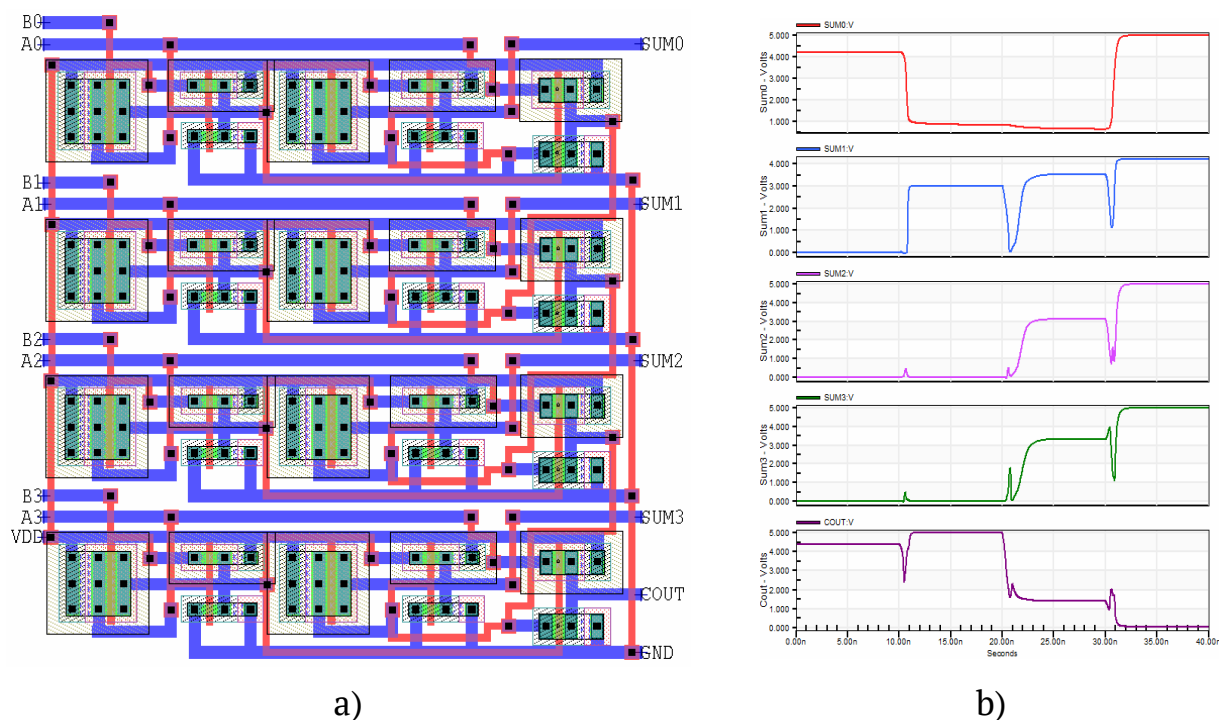 B0
A0
SUM0
B1
A1
SUM1
B2
A2
SUM2
B3
A3
SUM3
VDD
COUT
GND
a)
SUM0:V
Sum0 - Volts
5.000
4.000
3.000
2.000
1.000
SUM1:V
Sum1 - Volts
4.000
3.000
2.000
1.000
0.000
SUM2:V
Sum2 - Volts
5.000
4.000
3.000
2.000
1.000
0.000
SUM3:V
Sum3 - Volts
5.000
4.000
3.000
2.000
1.000
0.000
COUT:V
Cout - Volts
5.000
4.000
3.000
2.000
1.000
0.000
0.00n 5.00n 10.00n 15.00n 20.00n 25.00n 30.00n 35.00n 40.00n
Seconds
b)